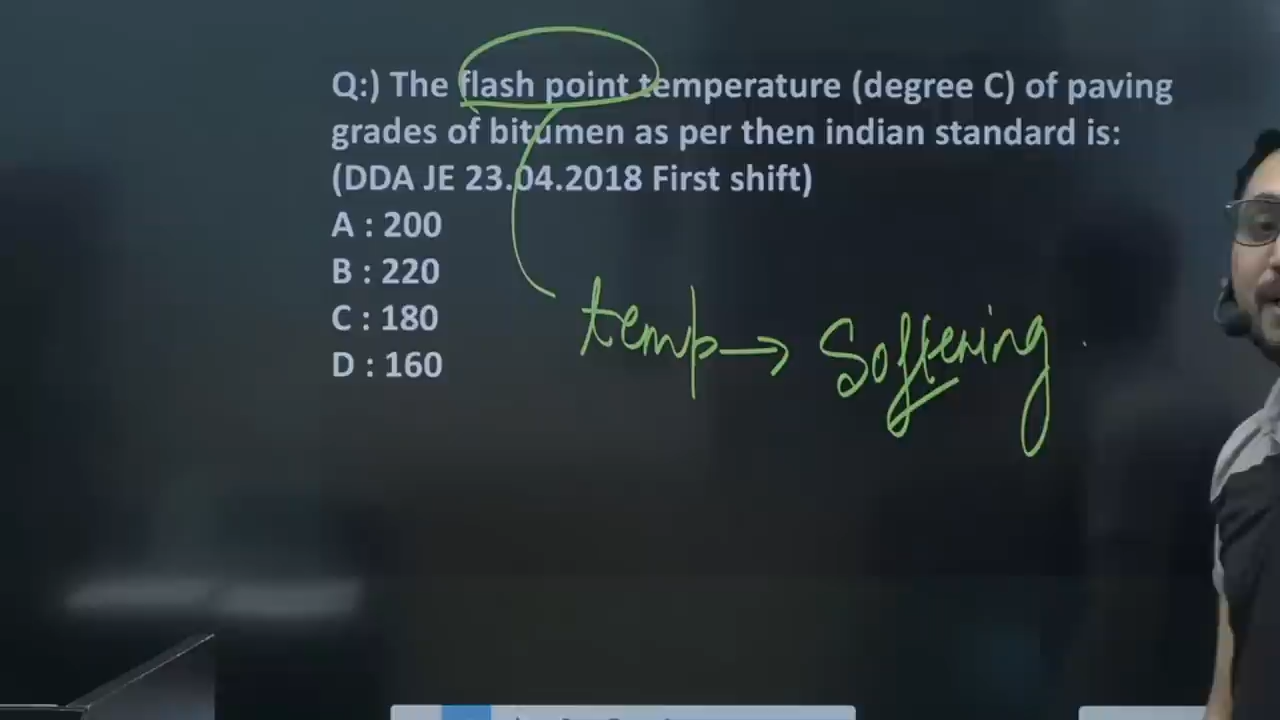 Q:) The flash point temperature (degree C) of paving
grades of bitumen as per then indian standard is:
(DDA JE 23.04.2018 First shift)
A : 200
B : 220
C : 180
D : 160
temp → Softening